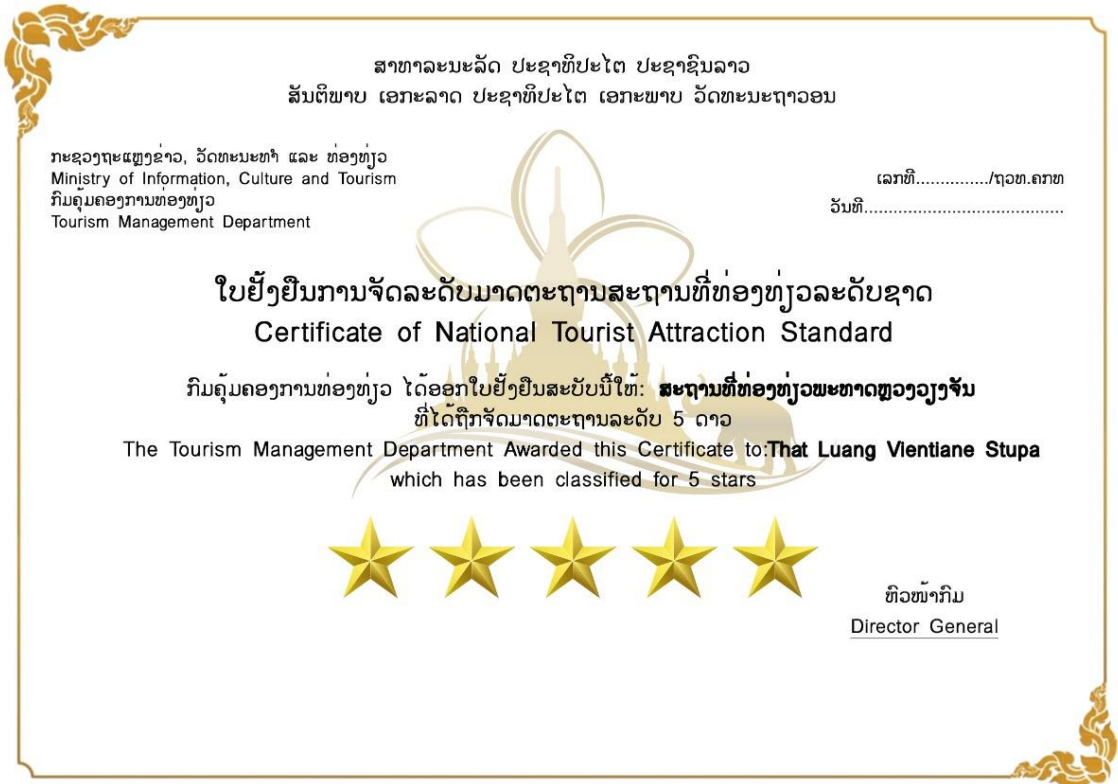 ສາທາລະນະລັດ ປະຊາທິປະໄຕ ປະຊາຊົນລາວ
ສັນຕິພາບ ເອກະລາດ ປະຊາທິປະໄຕ ເອກະພາບ ວັດທະນະຖາວອນ
ກະຊວງຖະແຫຼງຂ່າວ, ວັດທະນະທຳ ແລະ ທ່ອງທ່ຽວ
Ministry of Information, Culture and Tourism
ກົມຄຸ້ມຄອງການທ່ອງທ່ຽວ
Tourism Management Department
ເລກທີ.............../ຖວທ.ຄກທ
ວັນທີ.........................................
ໃບຢັ້ງຢືນການຈັດລະດັບມາດຕະຖານສະຖານທີ່ທ່ອງທ່ຽວລະດັບຊາດ
Certificate of National Tourist Attraction Standard
ກົມຄຸ້ມຄອງການທ່ອງທ່ຽວ ໄດ້ອອກໃບຢັ້ງຢືນສະບັບນີ້ໃຫ້: ສະຖານທີ່ທ່ອງທ່ຽວພະທາດຫຼວງວຽງຈັນ
ທີ່ໄດ້ຖືກຈັດມາດຕະຖານລະດັບ 5 ດາວ
The Tourism Management Department Awarded this Certificate to:That Luang Vientiane Stupa
which has been classified for 5 stars
ຫົວໜ້າກົມ
Director General